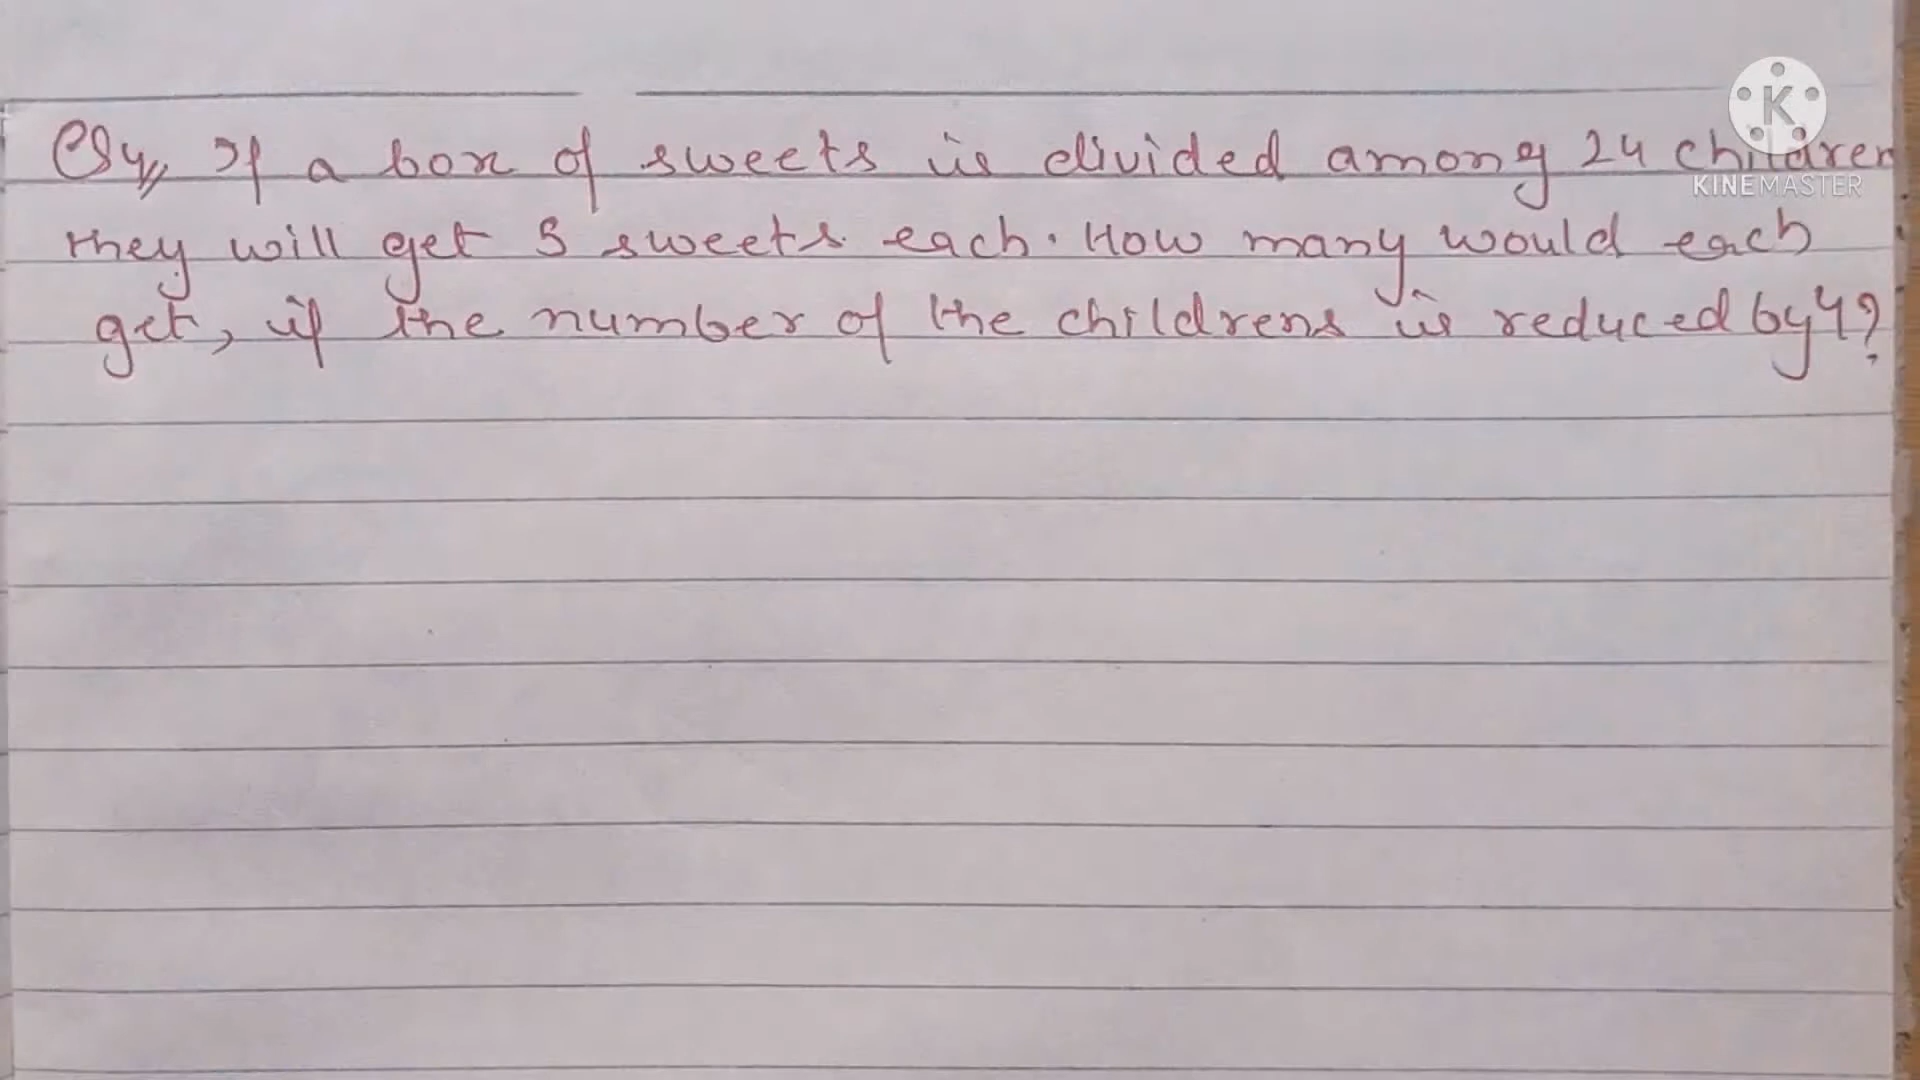 Q4,, If a box of sweets is divided among 24 children
they will get 5 sweets each. How many would each
get, if the number of the childrens is reduced by 4?
K
KINEMASTER